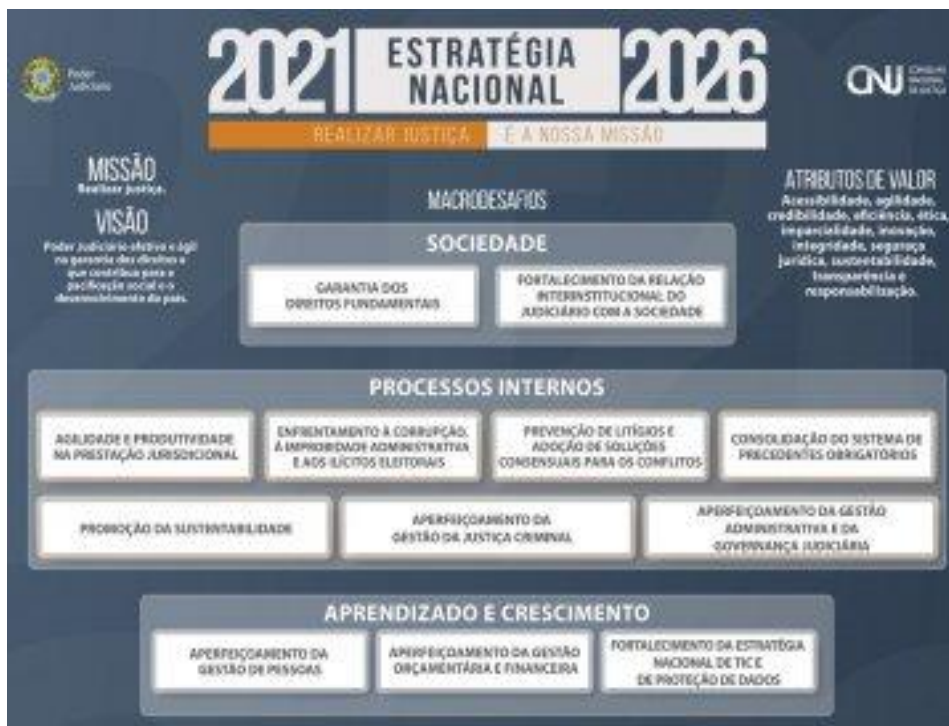 Poder
Judiciário
2021 ESTRATÉGIA NACIONAL 2026
REALIZAR JUSTIÇA É A NOSSA MISSÃO
CNJ CONSELHO
NACIONAL
DE JUSTIÇA
MISSÃO
Realizar justiça.
VISÃO
Poder Judiciário efetivo e ágil
na garantia dos direitos e
que contribua para a
pacificação social e o
desenvolvimento do país.
ATRIBUTOS DE VALOR
Acessibilidade, agilidade,
credibilidade, eficiência, ética,
imparcialidade, inovação,
integridade, segurança
jurídica, sustentabilidade,
transparência e
responsabilização.
MACRODESAFIOS
SOCIEDADE
GARANTIA DOS
DIREITOS FUNDAMENTAIS
FORTALECIMENTO DA RELAÇÃO
INTERINSTITUCIONAL DO
JUDICIÁRIO COM A SOCIEDADE
PROCESSOS INTERNOS
AGILIDADE E PRODUTIVIDADE
NA PRESTAÇÃO JURISDICIONAL
ENFRENTAMENTO À CORRUPÇÃO,
À IMPROBIDADE ADMINISTRATIVA
E AOS ILÍCITOS ELEITORAIS
PREVENÇÃO DE LITÍGIOS E
ADOÇÃO DE SOLUÇÕES
CONSENSUAIS PARA OS CONFLITOS
CONSOLIDAÇÃO DO SISTEMA DE
PRECEDENTES OBRIGATÓRIOS
PROMOÇÃO DA SUSTENTABILIDADE
APERFEIÇOAMENTO DA
GESTÃO DA JUSTIÇA CRIMINAL
APERFEIÇOAMENTO DA GESTÃO
ADMINISTRATIVA E DA
GOVERNANÇA JUDICIÁRIA
APRENDIZADO E CRESCIMENTO
APERFEIÇOAMENTO DA
GESTÃO DE PESSOAS
APERFEIÇOAMENTO DA GESTÃO
ORÇAMENTÁRIA E FINANCEIRA
FORTALECIMENTO DA ESTRATÉGIA
NACIONAL DE TIC E
DE PROTEÇÃO DE DADOS